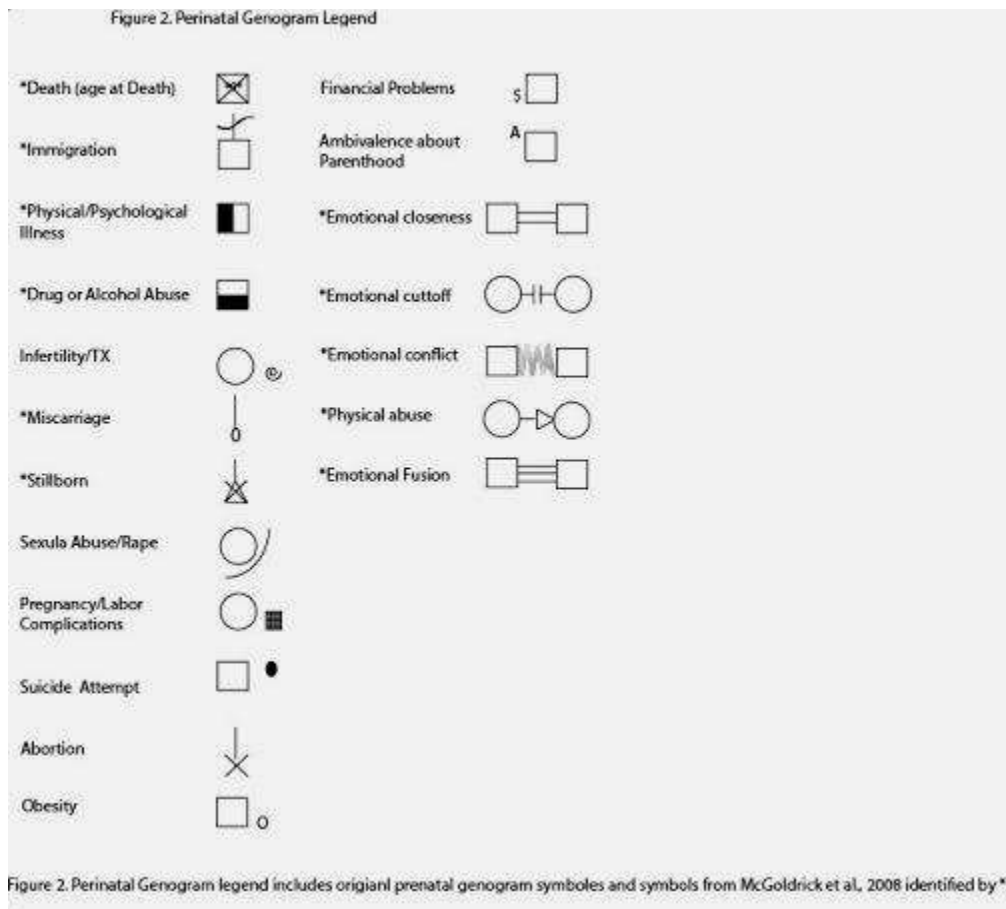 Figure 2. Perinatal Genogram Legend
*Death (age at Death)
*Immigration
*Physical/Psychological
Illness
*Drug or Alcohol Abuse
Infertility/TX
*Miscarriage
*Stillborn
Sexula Abuse/Rape
Pregnancy/Labor
Complications
Suicide Attempt
Abortion
Obesity
O
Financial Problems
$
Ambivalence about
Parenthood
A
*Emotional closeness
*Emotional cuttoff
*Emotional conflict
*Physical abuse
*Emotional Fusion
Figure 2. Perinatal Genogram legend includes origianl prenatal genogram symboles and symbols from McGoldrick et al., 2008 identified by *